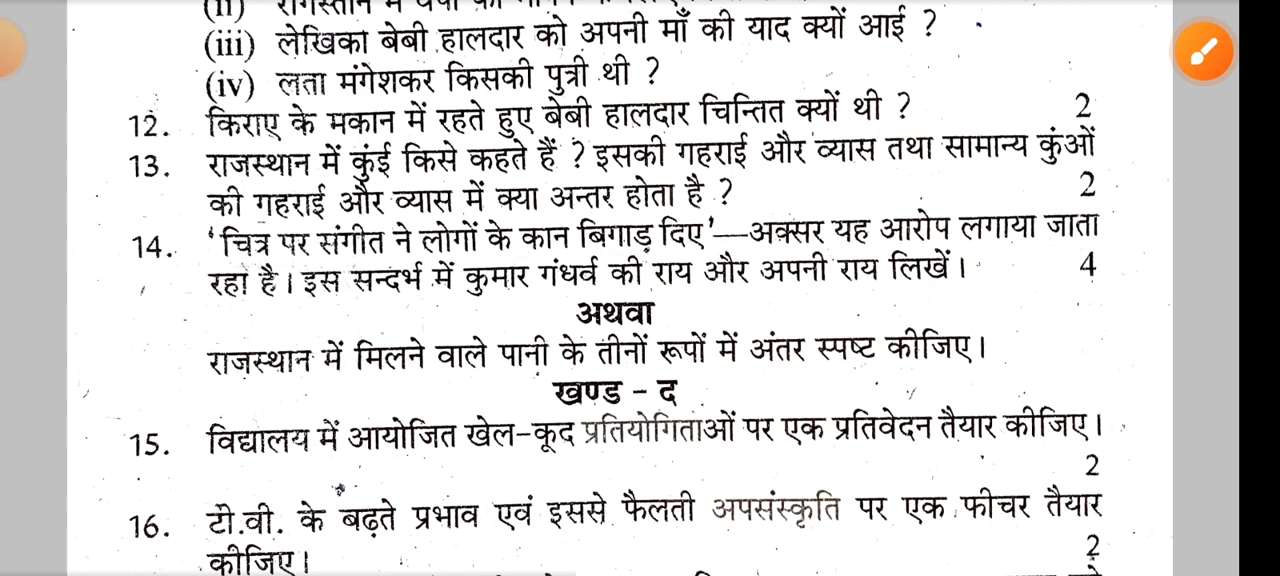 (ii)
(iii) लेखिका बेबी हालदार को अपनी माँ की याद क्यों आई ?
(iv) लता मंगेशकर किसकी पुत्री थी ?
12. किराए के मकान में रहते हुए बेबी हालदार चिन्तित क्यों थी ? 2
13. राजस्थान में कुंई किसे कहते हैं ? इसकी गहराई और व्यास तथा सामान्य कुंओं
की गहराई और व्यास में क्या अन्तर होता है ? 2
14. 'चित्र पर संगीत ने लोगों के कान बिगाड़ दिए'—अक्सर यह आरोप लगाया जाता
रहा है। इस सन्दर्भ में कुमार गंधर्व की राय और अपनी राय लिखें। 4
अथवा
राजस्थान में मिलने वाले पानी के तीनों रूपों में अंतर स्पष्ट कीजिए।
खण्ड - द
15. विद्यालय में आयोजित खेल-कूद प्रतियोगिताओं पर एक प्रतिवेदन तैयार कीजिए।
2
16. टी.वी. के बढ़ते प्रभाव एवं इससे फैलती अपसंस्कृति पर एक फीचर तैयार
कीजिए। 2